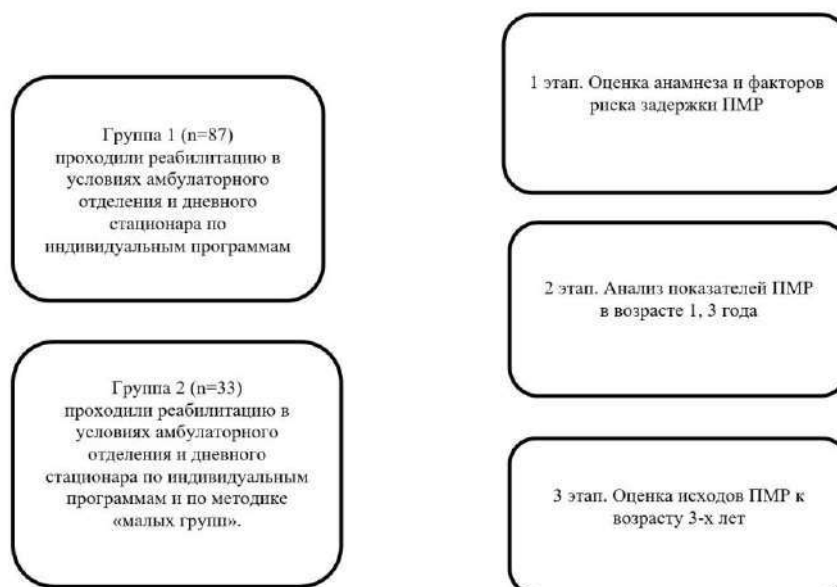 Группа 1 (n=87)
проходили реабилитацию в
условиях амбулаторного
отделения и дневного
стационара по
индивидуальным программам
Группа 2 (n=33)
проходили реабилитацию в
условиях амбулаторного
отделения и дневного
стационара по индивидуальным
программам и по методике
«малых групп».
1 этап. Оценка анамнеза и факторов
риска задержки ПМР
2 этап. Анализ показателей ПМР
в возрасте 1, 3 года
3 этап. Оценка исходов ПМР к
возрасту 3-х лет